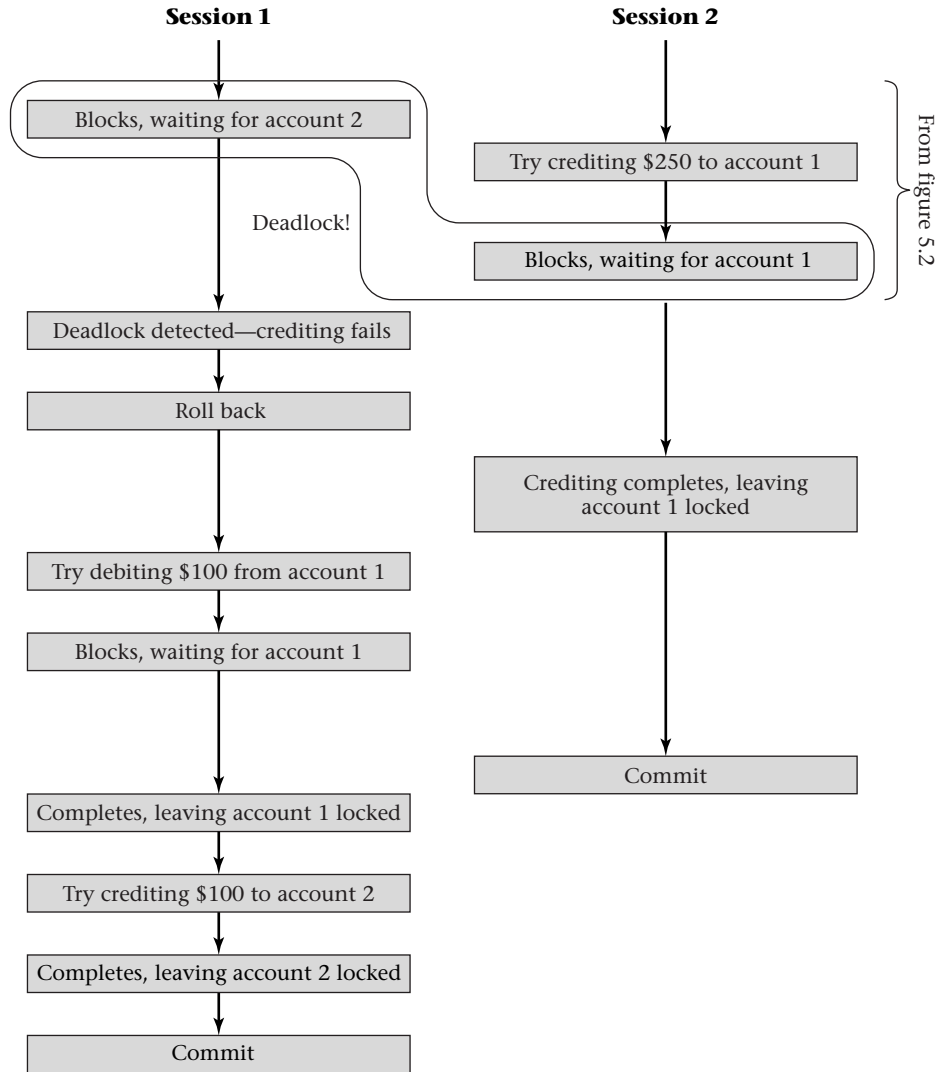 Session 1
Session 2
Blocks, waiting for account 2
Try crediting $250 to account 1
Deadlock!
Blocks, waiting for account 1
From figure 5.2
Deadlock detected—crediting fails
Roll back
Crediting completes, leaving
account 1 locked
Try debiting $100 from account 1
Blocks, waiting for account 1
Commit
Completes, leaving account 1 locked
Try crediting $100 to account 2
Completes, leaving account 2 locked
Commit